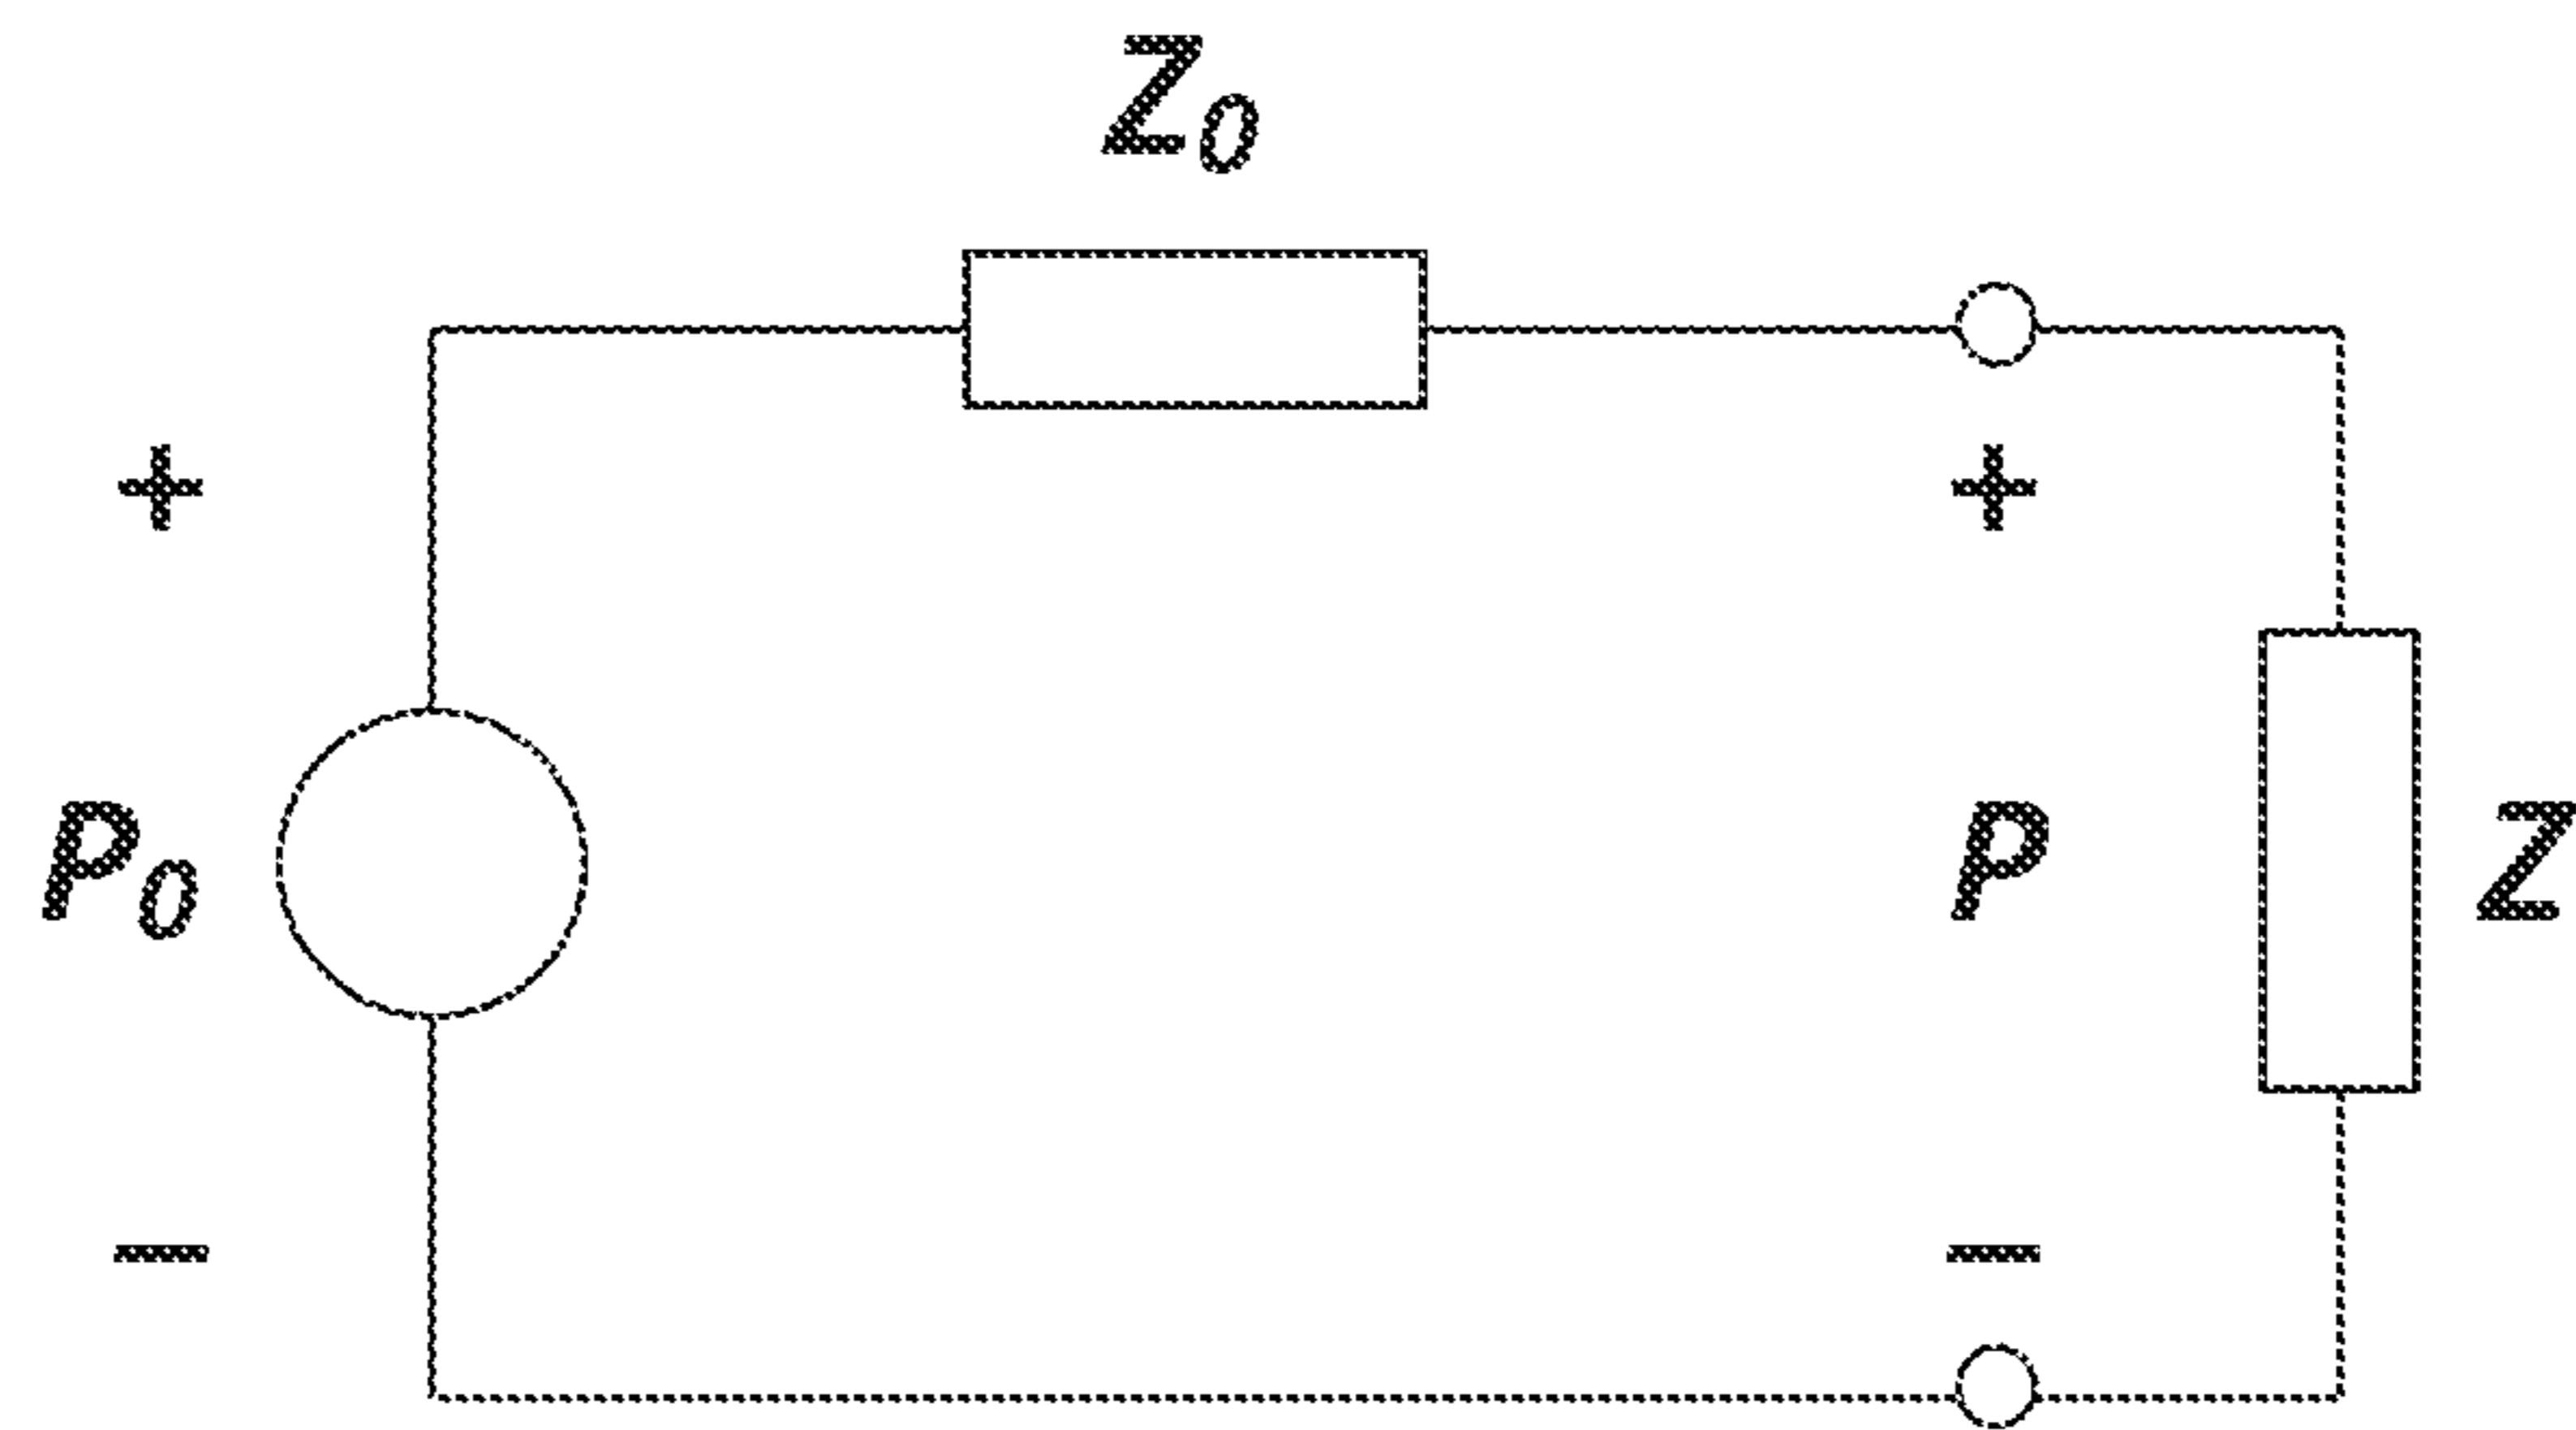 Z₀
+ +
P₀ P Z
− −